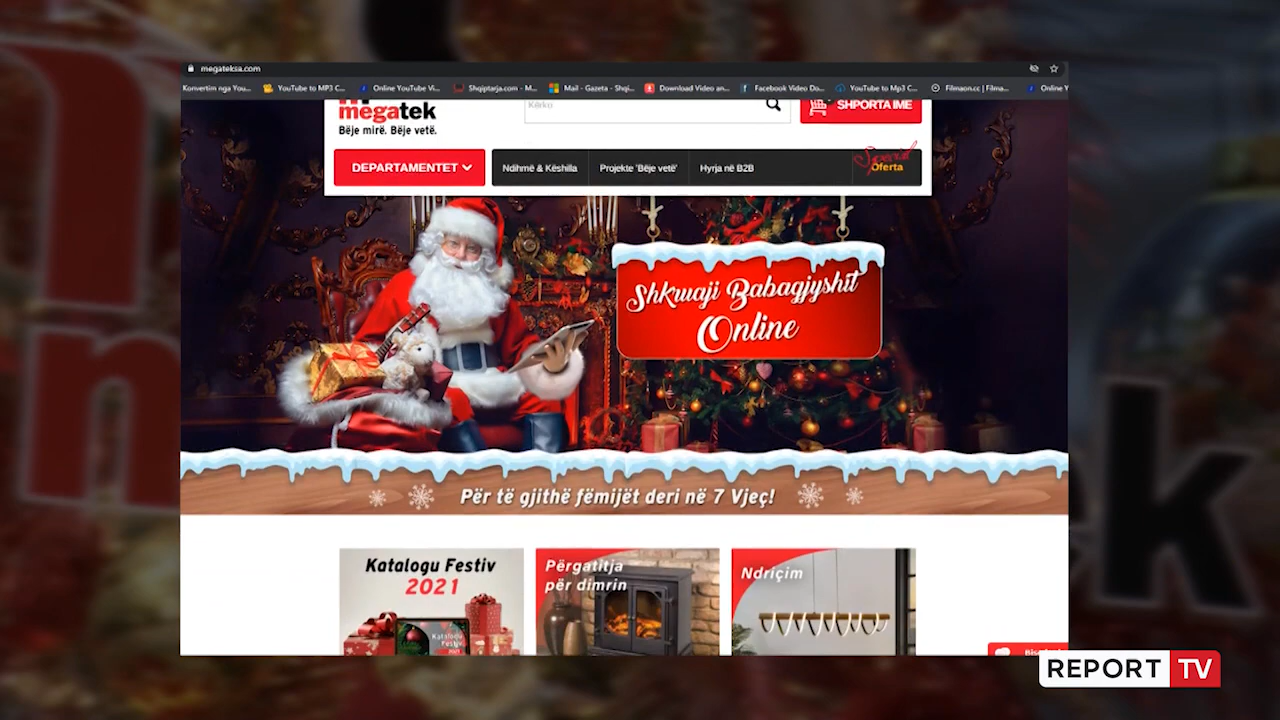 megateksa.com
Konvertim nga You...
YouTube to MP3 C...
Online YouTube Vi...
Shqiptarja.com - M...
Mail - Gazeta - Shqi...
Download Video an...
Facebook Video Do...
YouTube to Mp3 C...
Filmaon.cc | Filma...
Online Y
megatek
Bëje mirë. Bëje vetë.
Kërko
SHPORTA IME
DEPARTAMENTET
Ndihmë & Këshilla
Projekte 'Bëje vetë'
Hyrja në B2B
Special
Oferta
Shkruaji Babagjyshit
Online
Për të gjithë fëmijët deri në 7 Vjeç!
Katalogu Festiv
2021
Përgatitja
për dimrin
Ndriçim
Katalogu
Festiv
REPORT TV